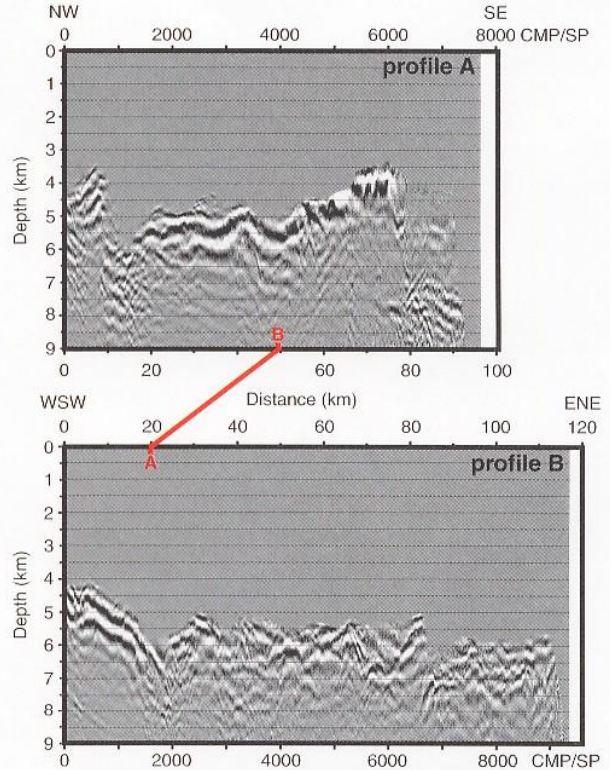 NW SE
0 2000 4000 6000 8000 CMP/SP
profile A
0
1
2
3
4
5
6
7
8
9
Depth (km)
B
0 20 40 60 80 100
Distance (km)
WSW ENE
0 20 40 60 80 100 120
A
profile B
0
1
2
3
4
5
6
7
8
9
Depth (km)
0 2000 4000 6000 8000 CMP/SP